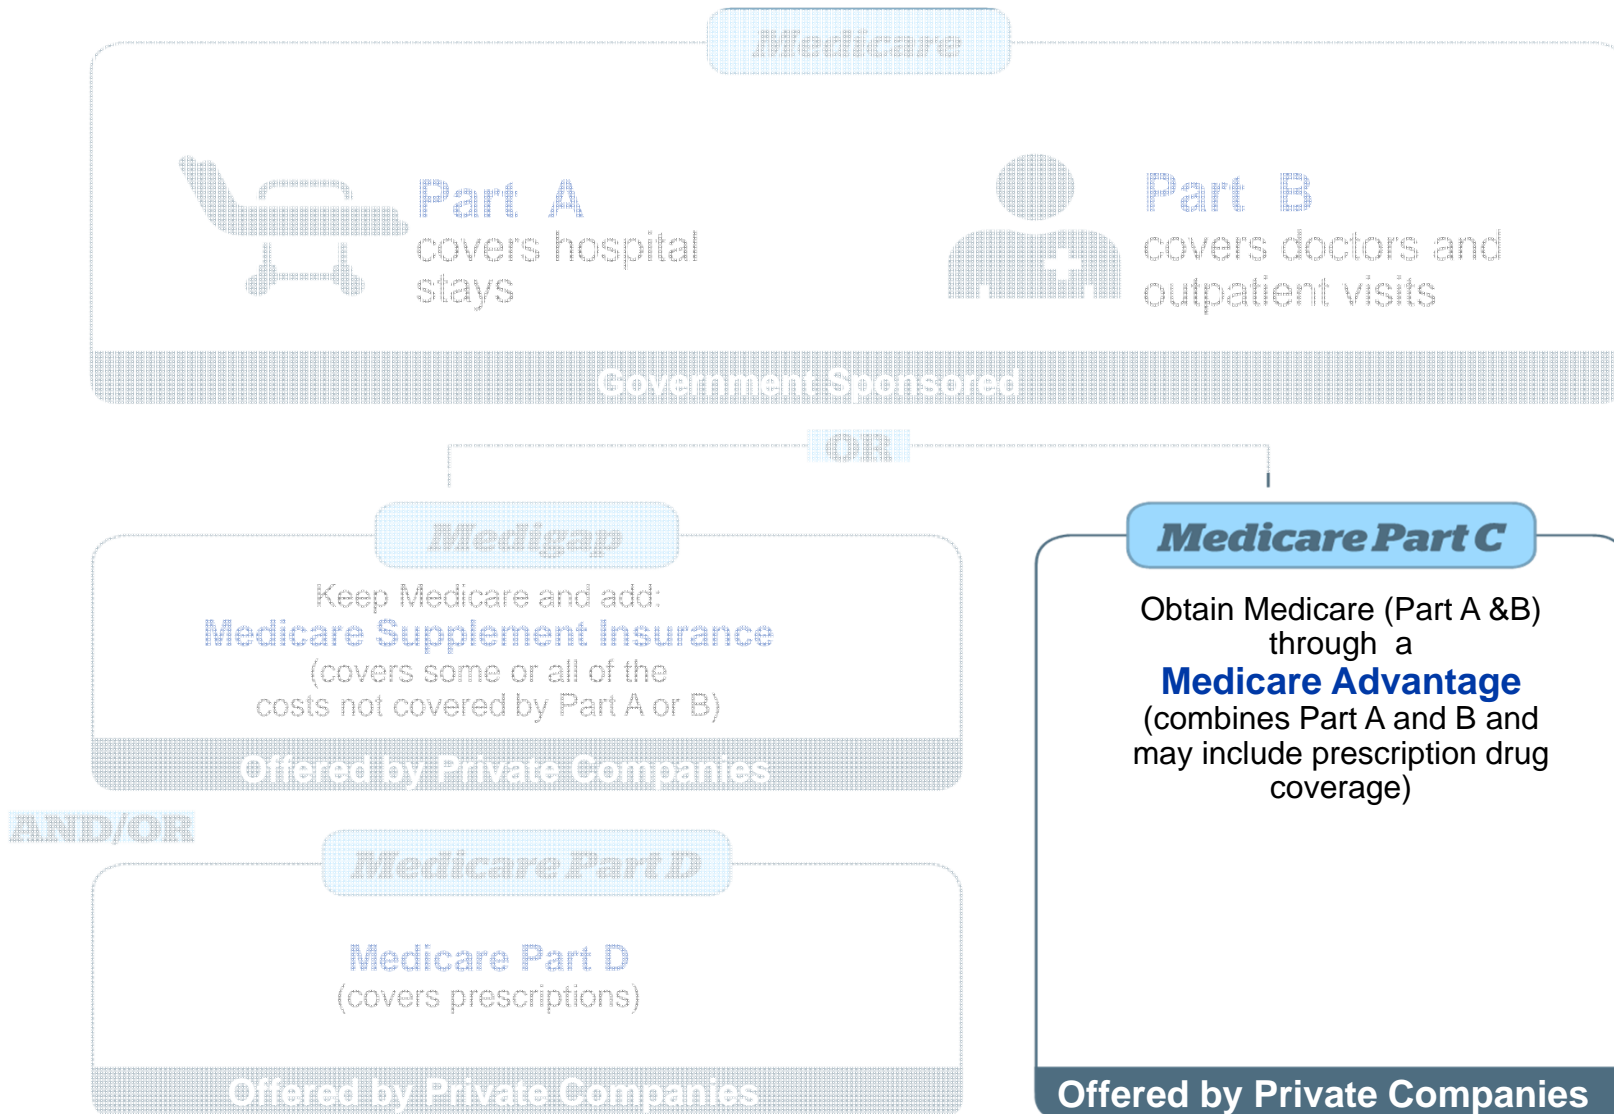 Medicare
Part A
covers hospital
stays
Part B
covers doctors and
outpatient visits
Government Sponsored
OR
Medigap
Keep Medicare and add:
Medicare Supplement Insurance
(covers some or all of the
costs not covered by Part A or B)
Offered by Private Companies
AND/OR
Medicare Part D
Medicare Part D
(covers prescriptions)
Offered by Private Companies
Medicare Part C
Obtain Medicare (Part A &B)
through a
Medicare Advantage
(combines Part A and B and
may include prescription drug
coverage)
Offered by Private Companies